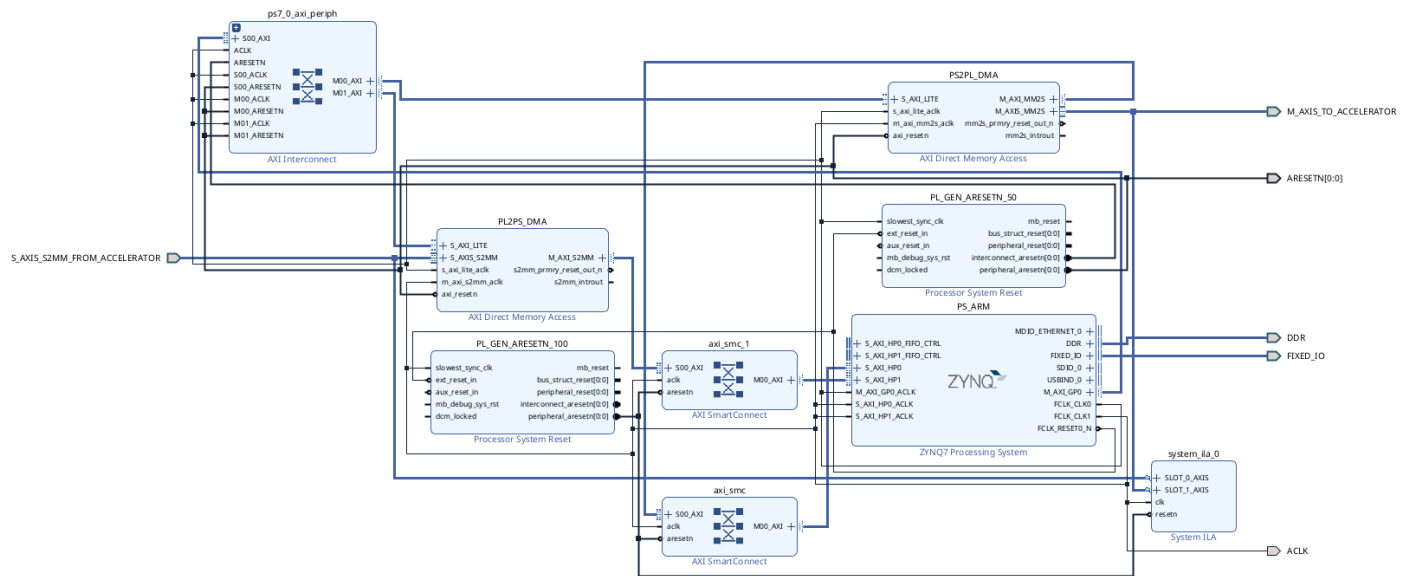 ps7_0_axi_periph
S00_AXI
ACLK
ARESETN
S00_ACLK
S00_ARESETN
M00_ACLK
M00_ARESETN
M01_ACLK
M01_ARESETN
M00_AXI
M01_AXI
AXI Interconnect
PS2PL_DMA
S_AXI_LITE
s_axi_lite_aclk
m_axi_mm2s_aclk
axi_resetn
M_AXI_MM2S
M_AXIS_MM2S
mm2s_prmry_reset_out_n
mm2s_introut
AXI Direct Memory Access
M_AXIS_TO_ACCELERATOR
ARESETN[0:0]
PL_GEN_ARESETN_50
slowest_sync_clk
ext_reset_in
aux_reset_in
mb_debug_sys_rst
dcm_locked
mb_reset
bus_struct_reset[0:0]
peripheral_reset[0:0]
interconnect_aresetn[0:0]
peripheral_aresetn[0:0]
Processor System Reset
S_AXIS_S2MM_FROM_ACCELERATOR
PL2PS_DMA
S_AXI_LITE
S_AXIS_S2MM
s_axi_lite_aclk
m_axi_s2mm_aclk
axi_resetn
M_AXI_S2MM
s2mm_prmry_reset_out_n
s2mm_introut
AXI Direct Memory Access
PS_ARM
S_AXI_HP0_FIFO_CTRL
S_AXI_HP1_FIFO_CTRL
S_AXI_HP0
S_AXI_HP1
M_AXI_GP0_ACLK
S_AXI_HP0_ACLK
S_AXI_HP1_ACLK
ZYNQ
MDIO_ETHERNET_0
DDR
FIXED_IO
SDIO_0
USBIND_0
M_AXI_GP0
FCLK_CLK0
FCLK_CLK1
FCLK_RESET0_N
ZYNQ7 Processing System
DDR
FIXED_IO
PL_GEN_ARESETN_100
slowest_sync_clk
ext_reset_in
aux_reset_in
mb_debug_sys_rst
dcm_locked
mb_reset
bus_struct_reset[0:0]
peripheral_reset[0:0]
interconnect_aresetn[0:0]
peripheral_aresetn[0:0]
Processor System Reset
axi_smc_1
S00_AXI
aclk
aresetn
M00_AXI
AXI SmartConnect
system_ila_0
SLOT_0_AXIS
SLOT_1_AXIS
clk
resetn
System ILA
axi_smc
S00_AXI
aclk
aresetn
M00_AXI
AXI SmartConnect
ACLK